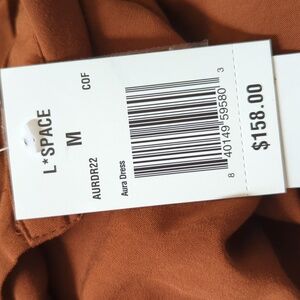 L*SPACE
COF
M
AURDR22
Aura Dress
8 40149 59580 3
$158.00